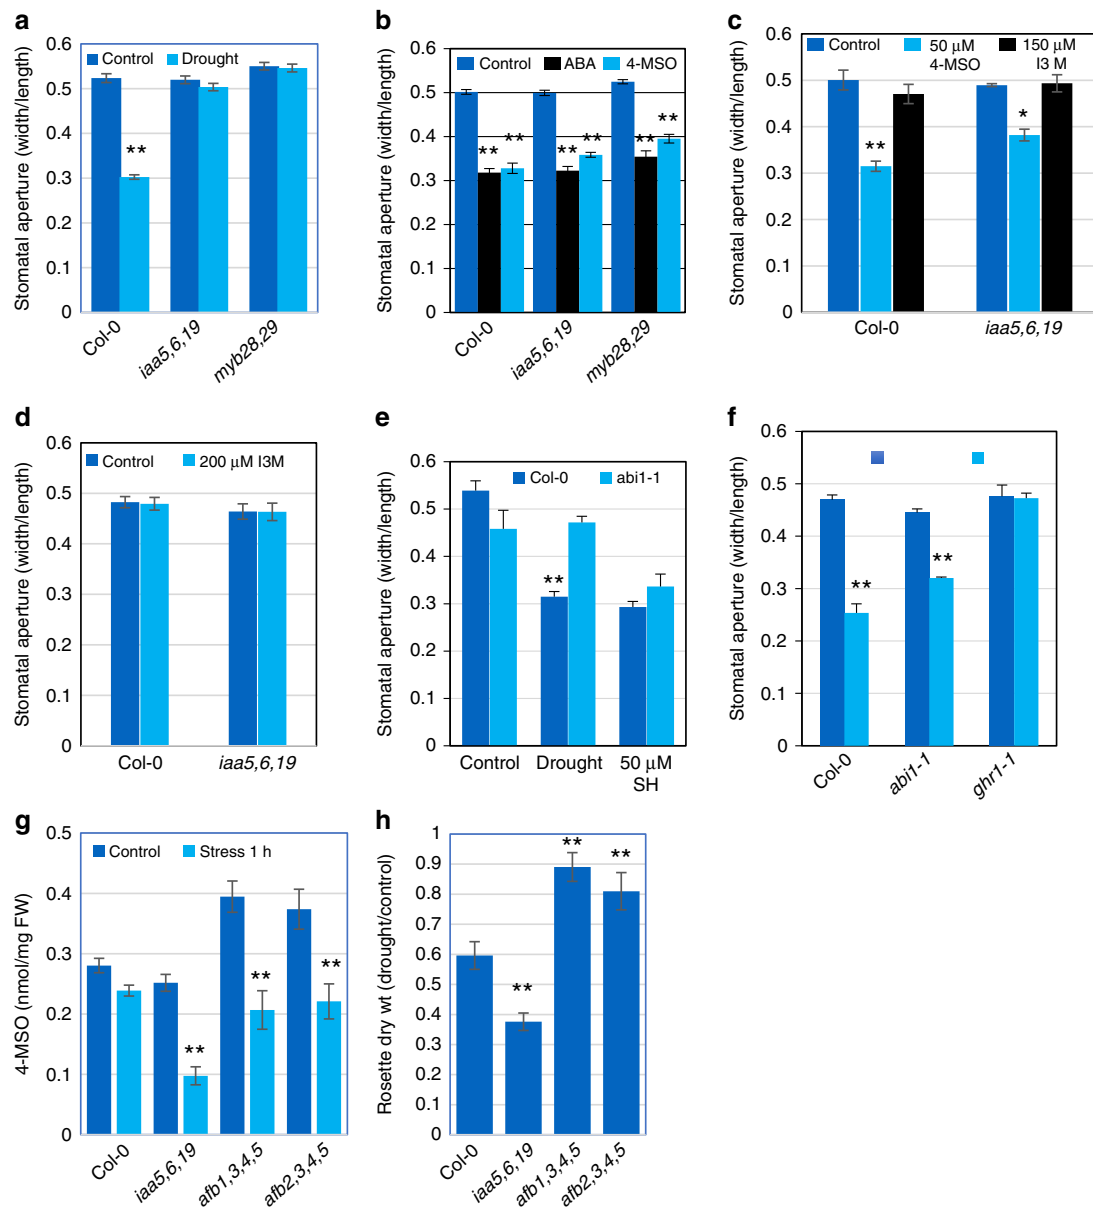 a
Stomatal aperture (width/length)
0.6
0.5
0.4
0.3
0.2
0.1
0
Control Drought
**
Col-0
iaa5,6,19
myb28,29
b
Stomatal aperture (width/length)
0.6
0.5
0.4
0.3
0.2
0.1
0
Control ABA 4-MSO
** ** ** ** ** **
Col-0
iaa5,6,19
myb28,29
c
Stomatal aperture (width/length)
0.6
0.5
0.4
0.3
0.2
0.1
0
Control 50 μM 150 μM
4-MSO I3 M
** *
Col-0 iaa5,6,19
d
Stomatal aperture (width/length)
0.6
0.5
0.4
0.3
0.2
0.1
0
Control 200 μM I3M
Col-0 iaa5,6,19
e
Stomatal aperture (width/length)
0.6
0.5
0.4
0.3
0.2
0.1
0
Col-0 abi1-1
**
Control Drought 50 μM
SH
f
Stomatal aperture (width/length)
0.6
0.5
0.4
0.3
0.2
0.1
0
** **
Col-0
abi1-1
ghr1-1
g
4-MSO (nmol/mg FW)
0.5
0.4
0.3
0.2
0.1
0
Control Stress 1 h
** ** **
Col-0
iaa5,6,19
afb1,3,4,5
afb2,3,4,5
h
Rosette dry wt (drought/control)
1
0.9
0.8
0.7
0.6
0.5
0.4
0.3
0.2
0.1
0
** ** **
Col-0
iaa5,6,19
afb1,3,4,5
afb2,3,4,5